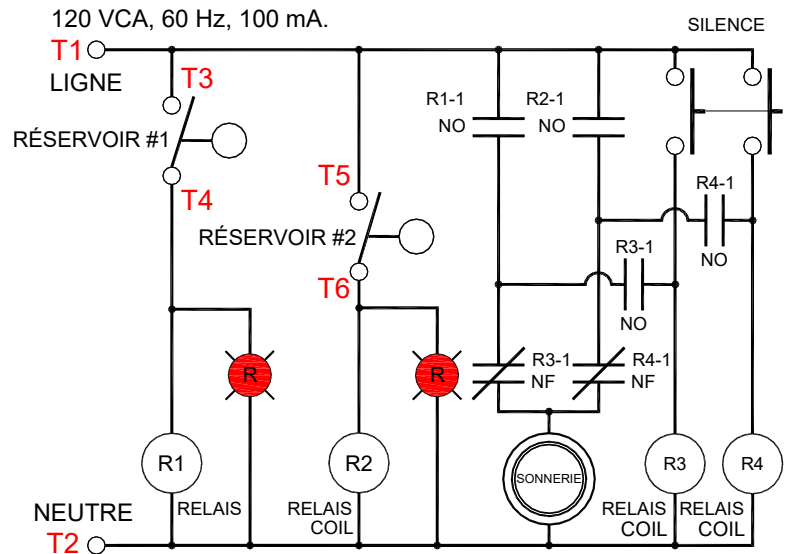 120 VCA, 60 Hz, 100 mA.
SILENCE
T1
LIGNE
T3
R1-1
NO
R2-1
NO
RÉSERVOIR #1
T4
T5
R4-1
NO
RÉSERVOIR #2
R3-1
NO
T6
R
R
R3-1
NF
R4-1
NF
R1
R2
SONNERIE
R3
R4
RELAIS
RELAIS
COIL
RELAIS
COIL
RELAIS
COIL
NEUTRE
T2